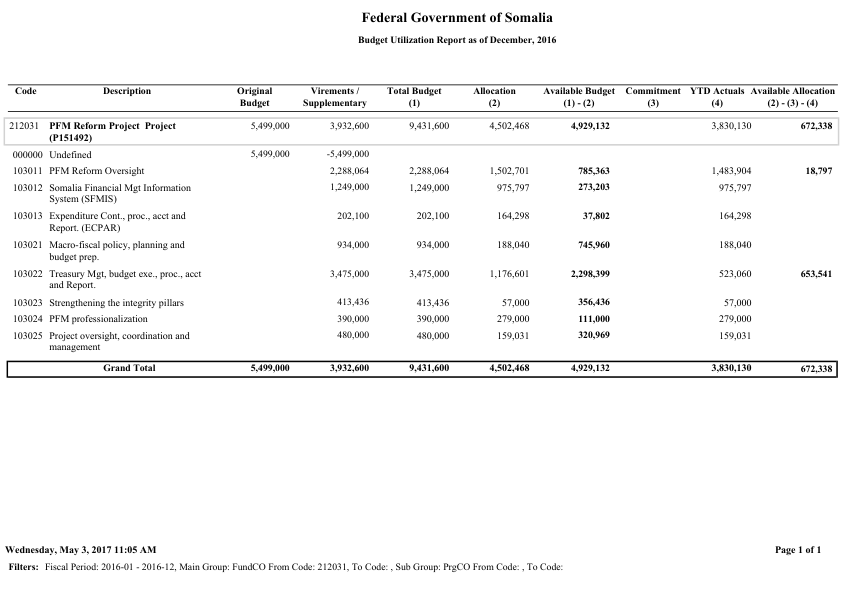 Federal Government of Somalia
Budget Utilization Report as of December, 2016
Code Description Original Virements / Total Budget Allocation Available Budget Commitment YTD Actuals Available Allocation
Budget Supplementary (1) (2) (1) - (2) (3) (4) (2) - (3) - (4)
212031 PFM Reform Project Project 5,499,000 3,932,600 9,431,600 4,502,468 4,929,132 3,830,130 672,338
(P151492)
000000 Undefined 5,499,000 -5,499,000
103011 PFM Reform Oversight 2,288,064 2,288,064 1,502,701 785,363 1,483,904 18,797
103012 Somalia Financial Mgt Information 1,249,000 1,249,000 975,797 273,203 975,797
System (SFMIS)
103013 Expenditure Cont., proc., acct and 202,100 202,100 164,298 37,802 164,298
Report. (ECPAR)
103021 Macro-fiscal policy, planning and 934,000 934,000 188,040 745,960 188,040
budget prep.
103022 Treasury Mgt, budget exe., proc., acct 3,475,000 3,475,000 1,176,601 2,298,399 523,060 653,541
and Report.
103023 Strengthening the integrity pillars 413,436 413,436 57,000 356,436 57,000
103024 PFM professionalization 390,000 390,000 279,000 111,000 279,000
103025 Project oversight, coordination and 480,000 480,000 159,031 320,969 159,031
management
Grand Total 5,499,000 3,932,600 9,431,600 4,502,468 4,929,132 3,830,130 672,338
Wednesday, May 3, 2017 11:05 AM Page 1 of 1
Filters: Fiscal Period: 2016-01 - 2016-12, Main Group: FundCO From Code: 212031, To Code: , Sub Group: PrgCO From Code: , To Code: